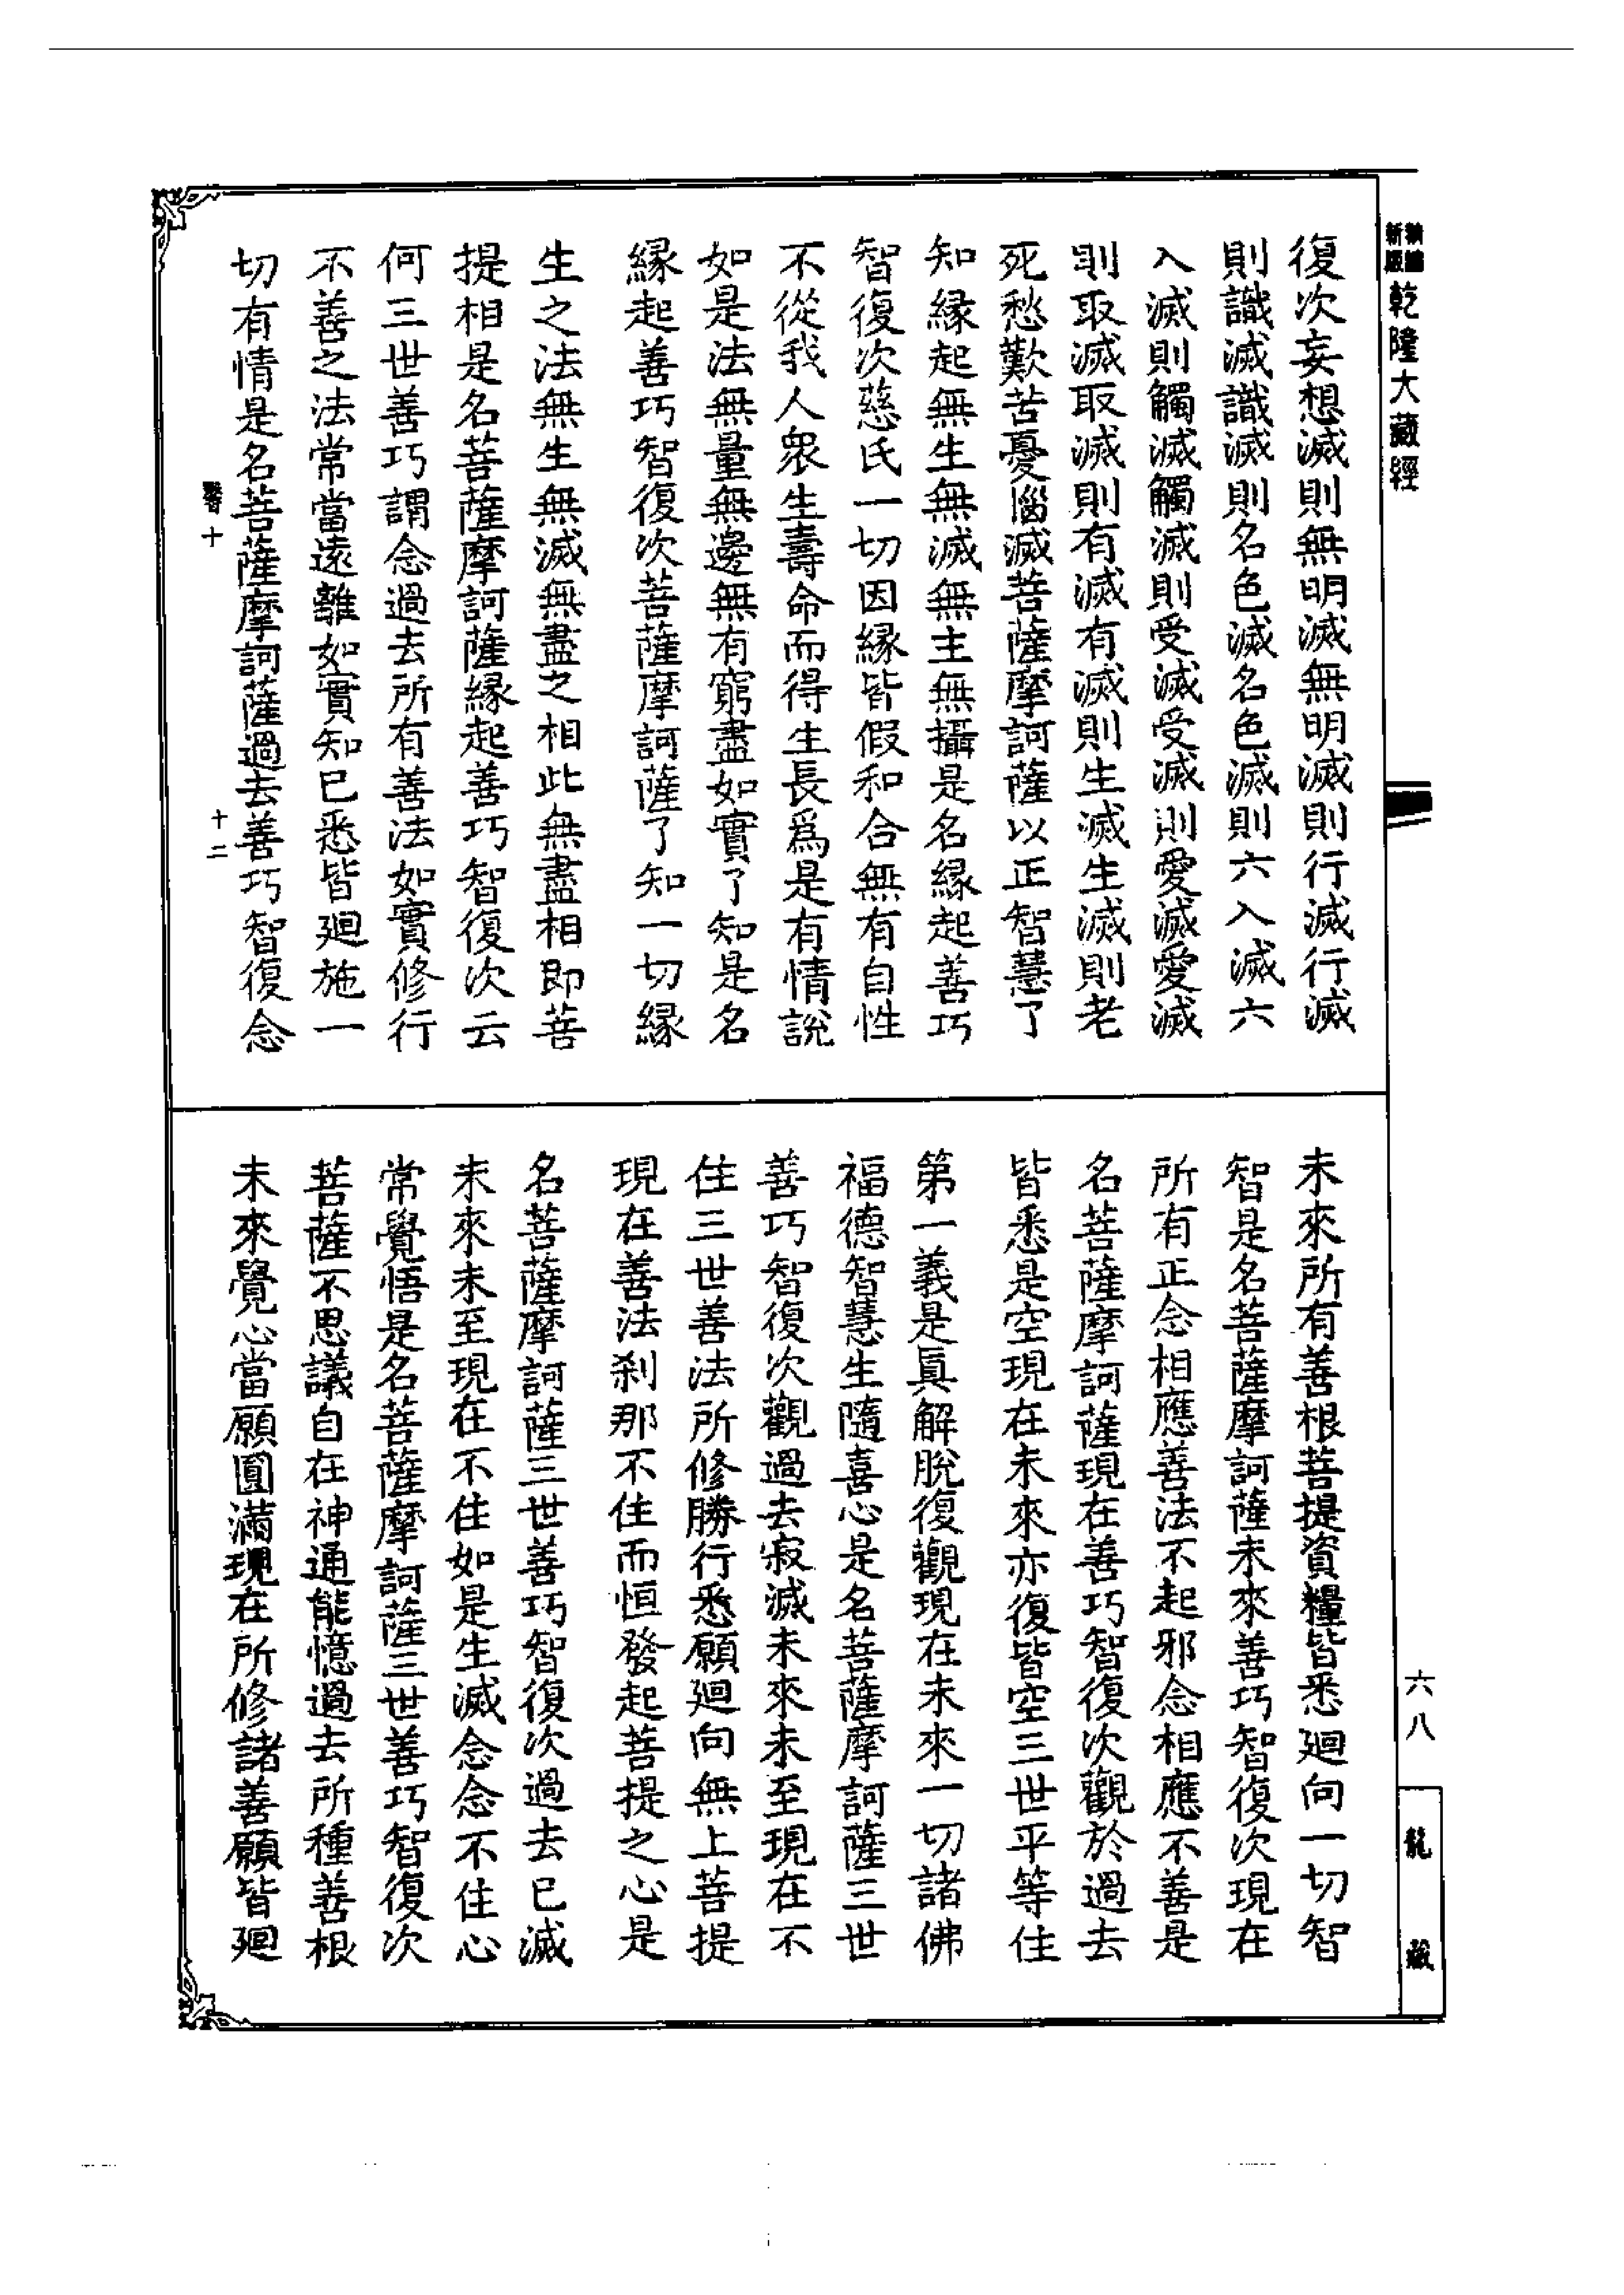 新版
乾隆大藏經
復次妄想滅則無明滅無明滅則行滅行滅
則識滅識滅則名色滅名色滅則六入滅六
入滅則觸滅觸滅則受滅受滅則愛滅愛滅
則取滅取滅則有滅有滅則生滅生滅則老
死愁歎苦憂惱滅菩薩摩訶薩以正智慧了
知緣起無生無滅無主無攝是名緣起善巧
智復次慈氏一切因緣皆假和合無有自性
不從我人衆生壽命而得生長爲是有情說
如是法無量無邊無有窮盡如實了知是名
緣起善巧智復次菩薩摩訶薩了知一切緣
生之法無生無滅無盡之相此無盡相即菩
提相是名菩薩摩訶薩緣起善巧智復次云
何三世善巧謂念過去所有善法如實修行
不善之法常當遠離如實知已悉皆廻施一
切有情是名菩薩摩訶薩過去善巧智復念
十
十二
未來所有善根菩提資糧皆悉廻向一切智
智是名菩薩摩訶薩未來善巧智復次現在
所有正念相應善法不起邪念相應不善是
名菩薩摩訶薩現在善巧智復次觀於過去
皆悉是空現在未來亦復皆空三世平等住
第一義是眞解脫復觀現在未來一切諸佛
福德智慧生隨喜心是名菩薩摩訶薩三世
善巧智復次觀過去寂滅未來未至現在不
住三世善法所修勝行悉願廻向無上菩提
現在善法刹那不住而恒發起菩提之心是
名菩薩摩訶薩三世善巧智復次過去已滅
未來未至現在不住如是生滅念念不住心
常覺悟是名菩薩摩訶薩三世善巧智復次
菩薩不思議自在神通能憶過去所種善根
未來覺心當願圓滿現在所修諸善願皆廻
六八
龍藏